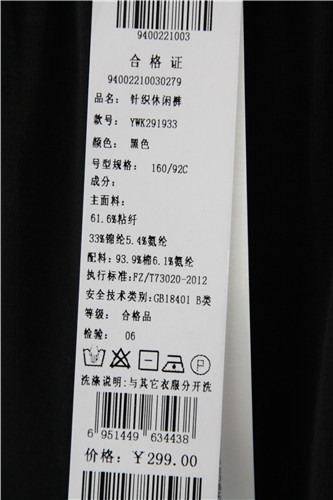 9400221003
合格证
94002210030279
品名: 针织休闲裤
款号: YWK291933
颜色: 黑色
号型规格: 160/92C
成分:
主面料:
61.6%粘纤
33%锦纶5.4%氨纶
配料: 93.9%棉6.1%氨纶
执行标准:FZ/T73020-2012
安全技术类别:GB18401 B类
等级: 合格品
检验: 06
P
洗涤说明:与其它衣服分开洗
6 951449 634438
价格: ￥299.00